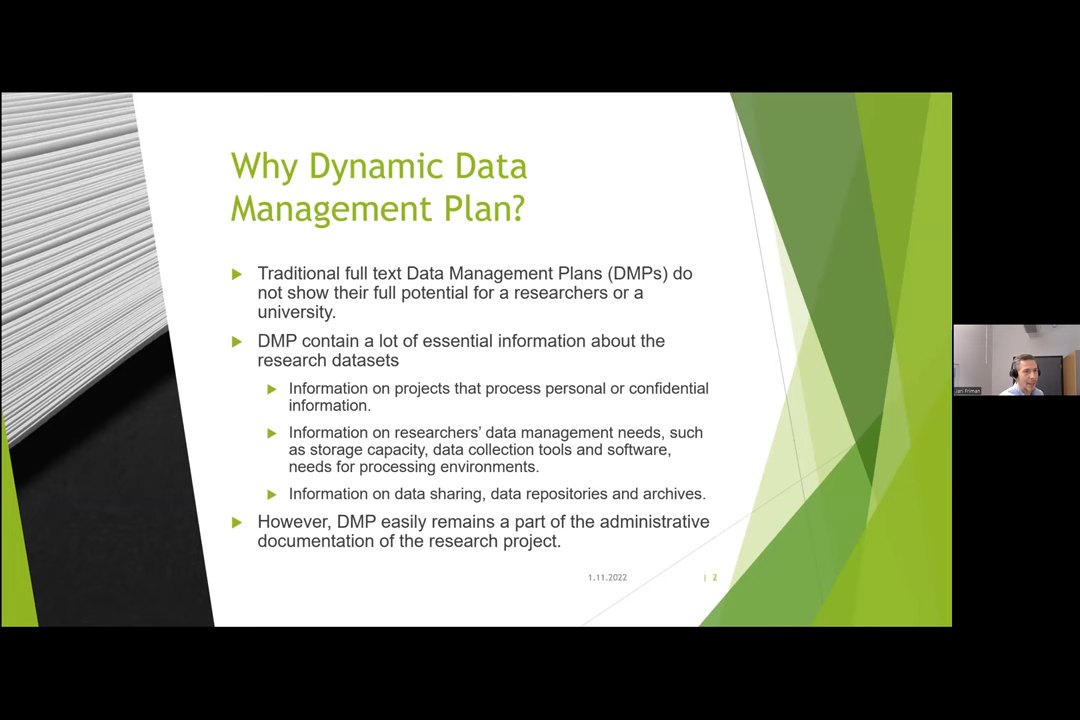 Why Dynamic Data
Management Plan?
Traditional full text Data Management Plans (DMPs) do
not show their full potential for a researchers or a
university.
DMP contain a lot of essential information about the
research datasets
Information on projects that process personal or confidential
information.
Information on researchers’ data management needs, such
as storage capacity, data collection tools and software,
needs for processing environments.
Information on data sharing, data repositories and archives.
However, DMP easily remains a part of the administrative
documentation of the research project.
1.11.2022 | 2
Jari Friman